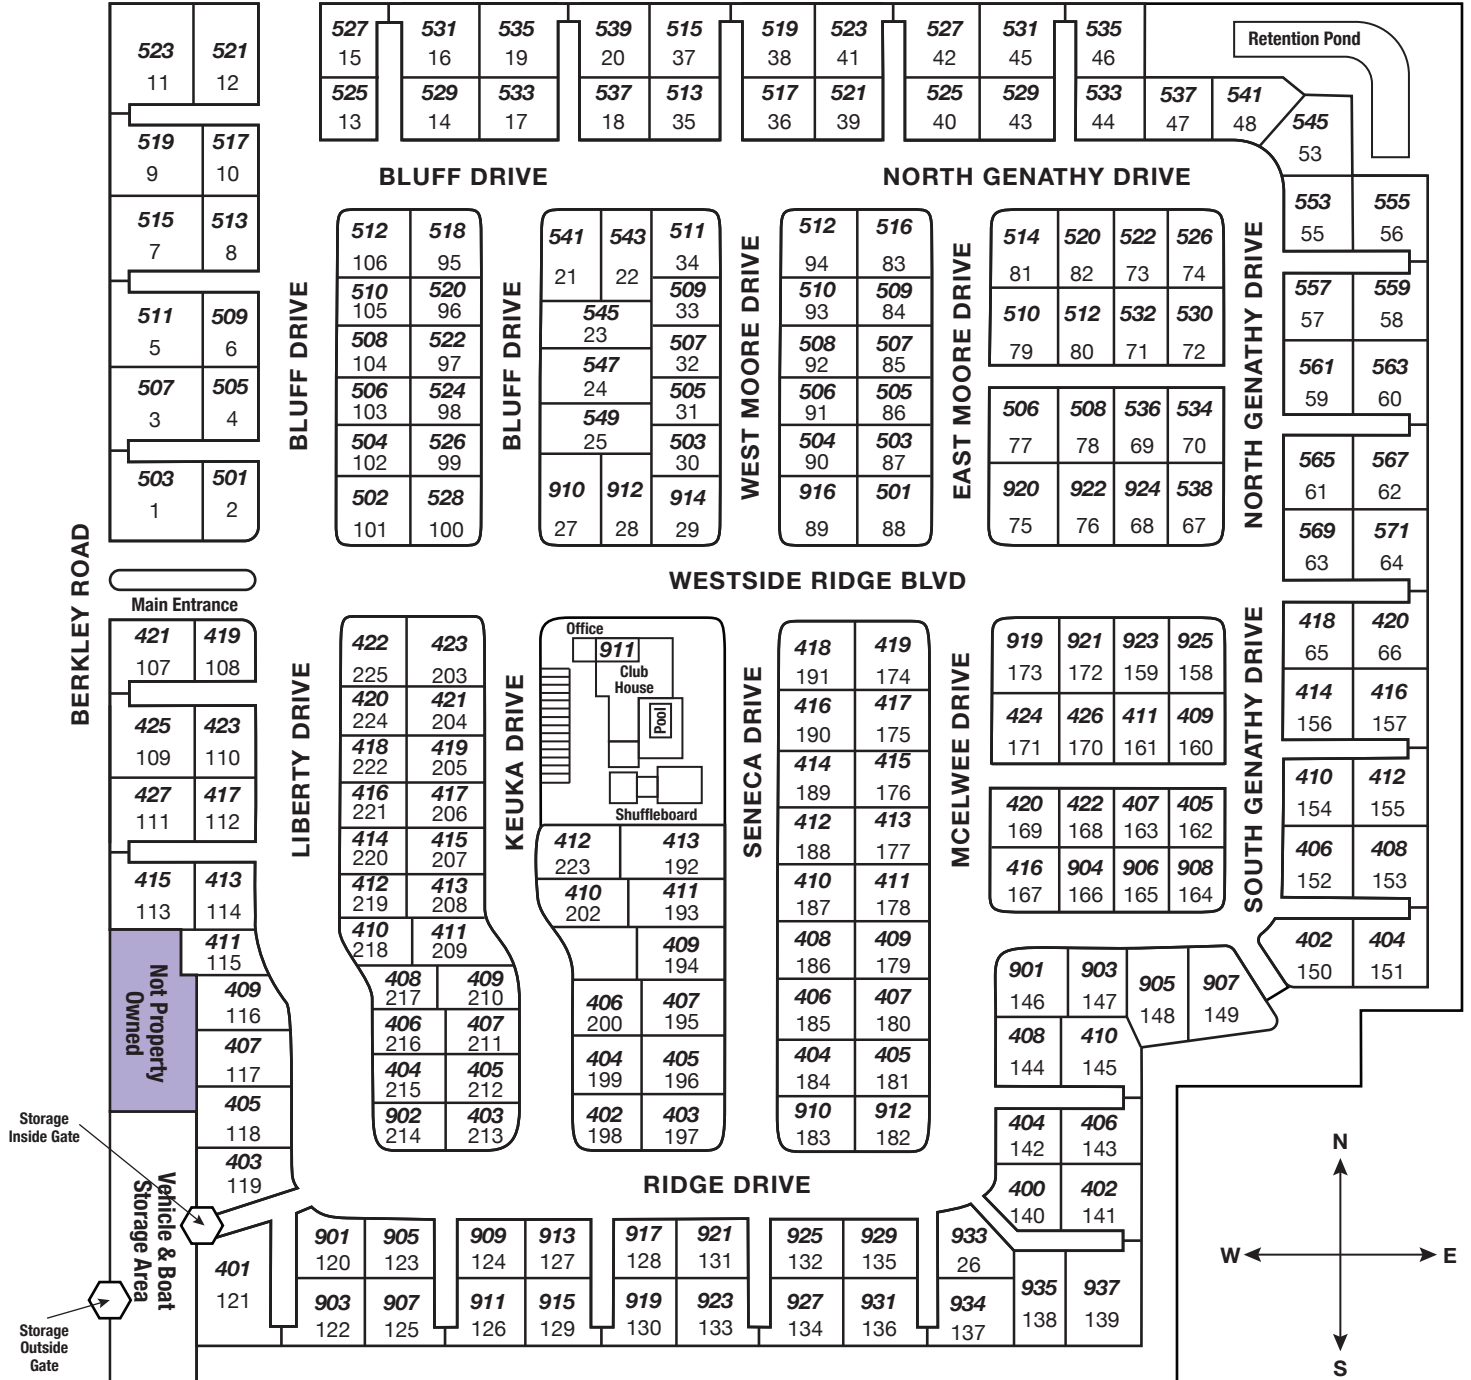 523 521
11 12
519 517
9 10
515 513
7 8
511 509
5 6
507 505
3 4
503 501
1 2
527 531 535 539 515 519 523 527 531 535
15 16 19 20 37 38 41 42 45 46
525 529 533 537 513 517 521 525 529 533 537 541
13 14 17 18 35 36 39 40 43 44 47 48
Retention Pond
545
53
BLUFF DRIVE
NORTH GENATHY DRIVE
553 555
55 56
557 559
57 58
561 563
59 60
565 567
61 62
569 571
63 64
BLUFF DRIVE
512 518
106 95
510 520
105 96
508 522
104 97
506 524
103 98
504 526
102 99
502 528
101 100
BLUFF DRIVE
541 543 511
21 22 34
545 509
23 33
547 507
24 32
549 505
25 31
503
30
910 912 914
27 28 29
WEST MOORE DRIVE
512 516
94 83
510 509
93 84
508 507
92 85
506 505
91 86
504 503
90 87
916 501
89 88
EAST MOORE DRIVE
514 520 522 526
81 82 73 74
510 512 532 530
79 80 71 72
506 508 536 534
77 78 69 70
920 922 924 538
75 76 68 67
NORTH GENATHY DRIVE
BERKLEY ROAD
Main Entrance
WESTSIDE RIDGE BLVD
421 419
107 108
425 423
109 110
427 417
111 112
415 413
113 114
411
115
409
116
407
117
405
118
403
119
401
121
Not Property
Owned
Storage
Inside Gate
Vehicle & Boat
Storage Area
Storage
Outside
Gate
LIBERTY DRIVE
422 423
225 203
420 421
224 204
418 419
222 205
416 417
221 206
414 415
220 207
412 413
219 208
410 411
218 209
408 409
217 210
406 407
216 211
404 405
215 212
902 403
214 213
KEUKA DRIVE
Office
911
Club
House
Pool
Shuffleboard
412 413
223 192
410 411
202 193
409
194
406 407
200 195
404 405
199 196
402 403
198 197
SENECA DRIVE
418 419
191 174
416 417
190 175
414 415
189 176
412 413
188 177
410 411
187 178
408 409
186 179
406 407
185 180
404 405
184 181
910 912
183 182
MCELWEE DRIVE
919 921 923 925
173 172 159 158
424 426 411 409
171 170 161 160
420 422 407 405
169 168 163 162
416 904 906 908
167 166 165 164
SOUTH GENATHY DRIVE
418 420
65 66
414 416
156 157
410 412
154 155
406 408
152 153
402 404
150 151
901 903 905 907
146 147 148 149
408 410
144 145
404 406
142 143
400 402
140 141
RIDGE DRIVE
901 905 909 913 917 921 925 929 933
120 123 124 127 128 131 132 135 26
903 907 911 915 919 923 927 931 934 935 937
122 125 126 129 130 133 134 136 137 138 139
N
W E
S